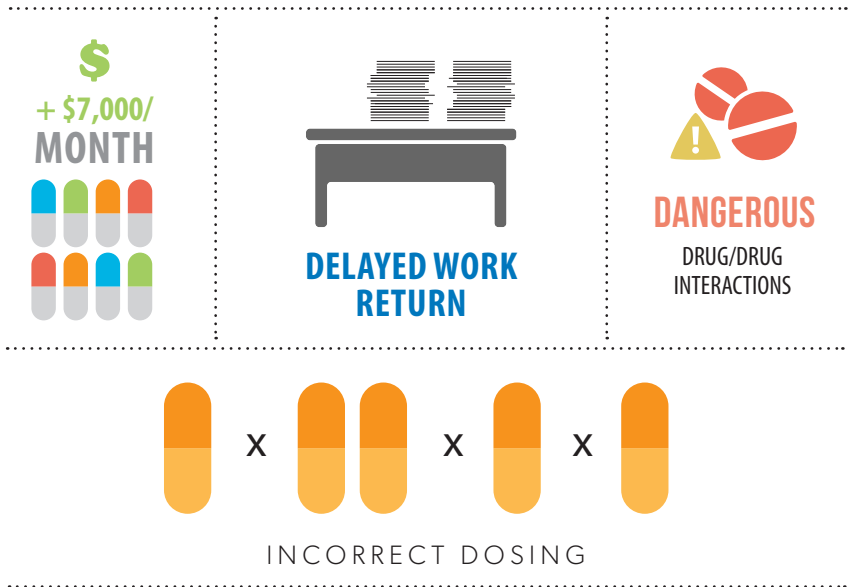 $
+ $7,000/
MONTH
DELAYED WORK
RETURN
!
DANGEROUS
DRUG/DRUG
INTERACTIONS
x x x
INCORRECT DOSING